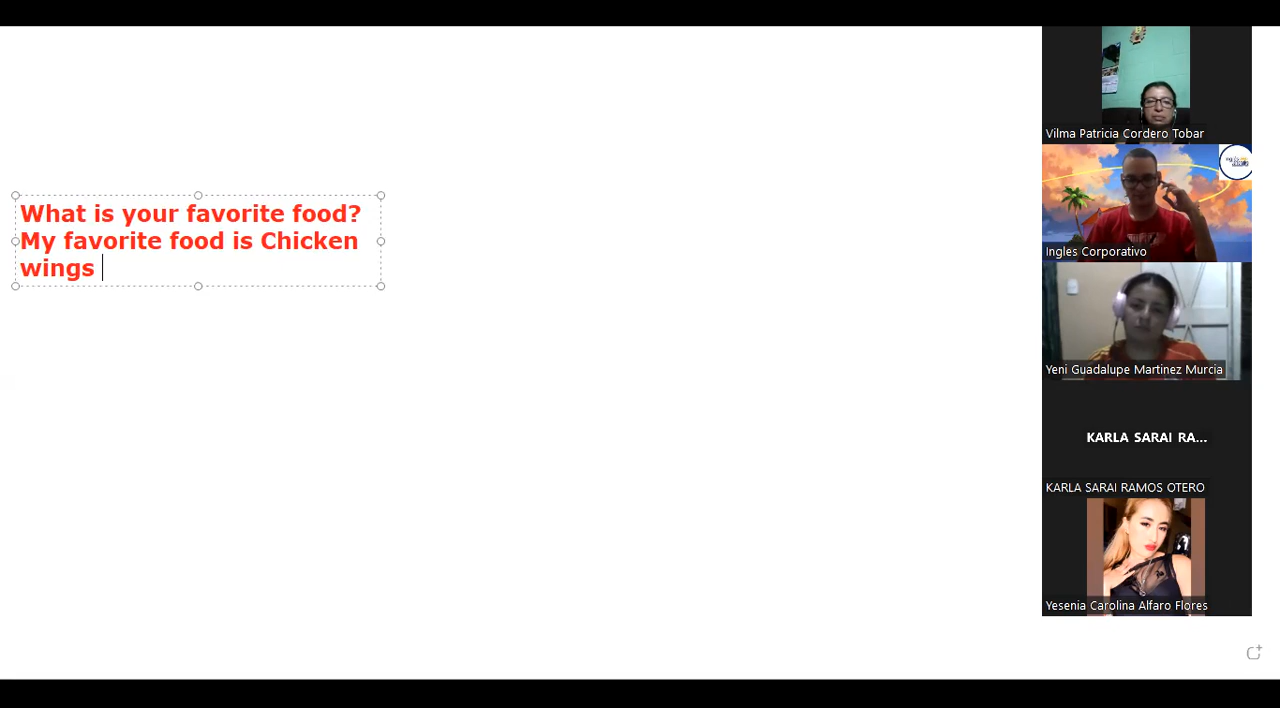 What is your favorite food?
My favorite food is Chicken
wings
Vilma Patricia Cordero Tobar
Ingles Corporativo
Yeni Guadalupe Martinez Murcia
KARLA SARAI RA...
KARLA SARAI RAMOS OTERO
Yesenia Carolina Alfaro Flores